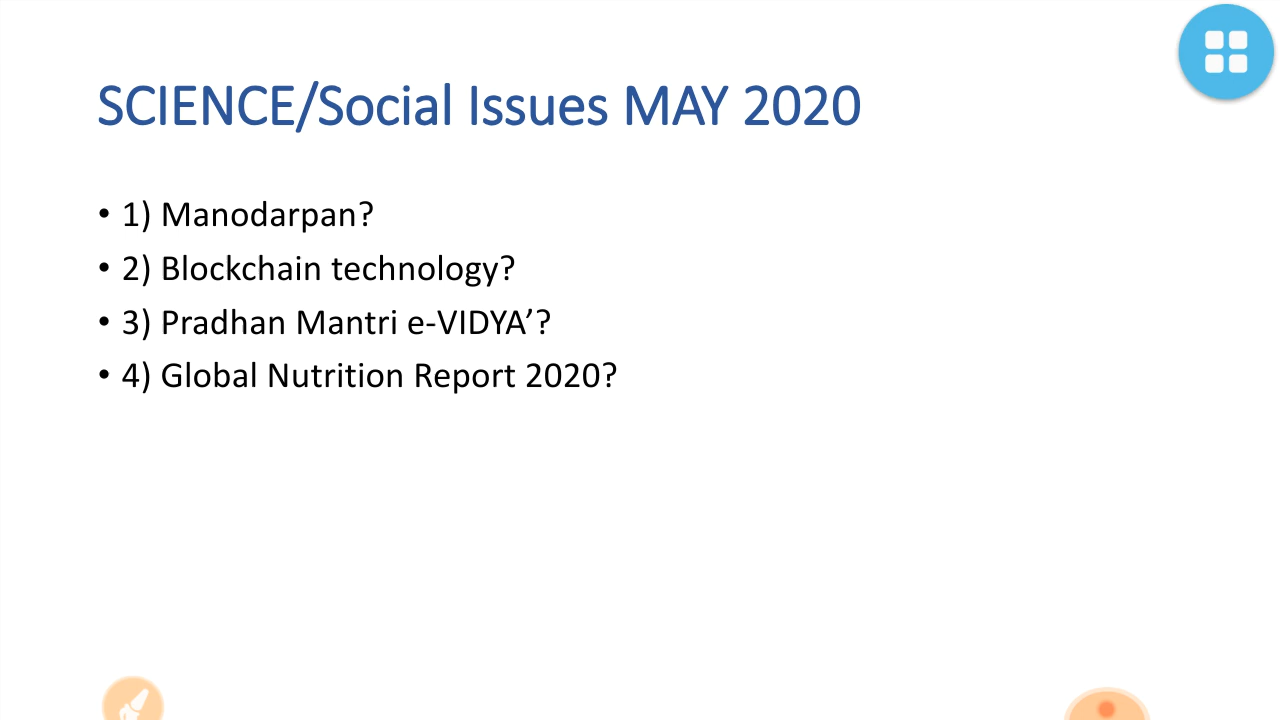 SCIENCE/Social Issues MAY 2020
• 1) Manodarpan?
• 2) Blockchain technology?
• 3) Pradhan Mantri e-VIDYA’?
• 4) Global Nutrition Report 2020?